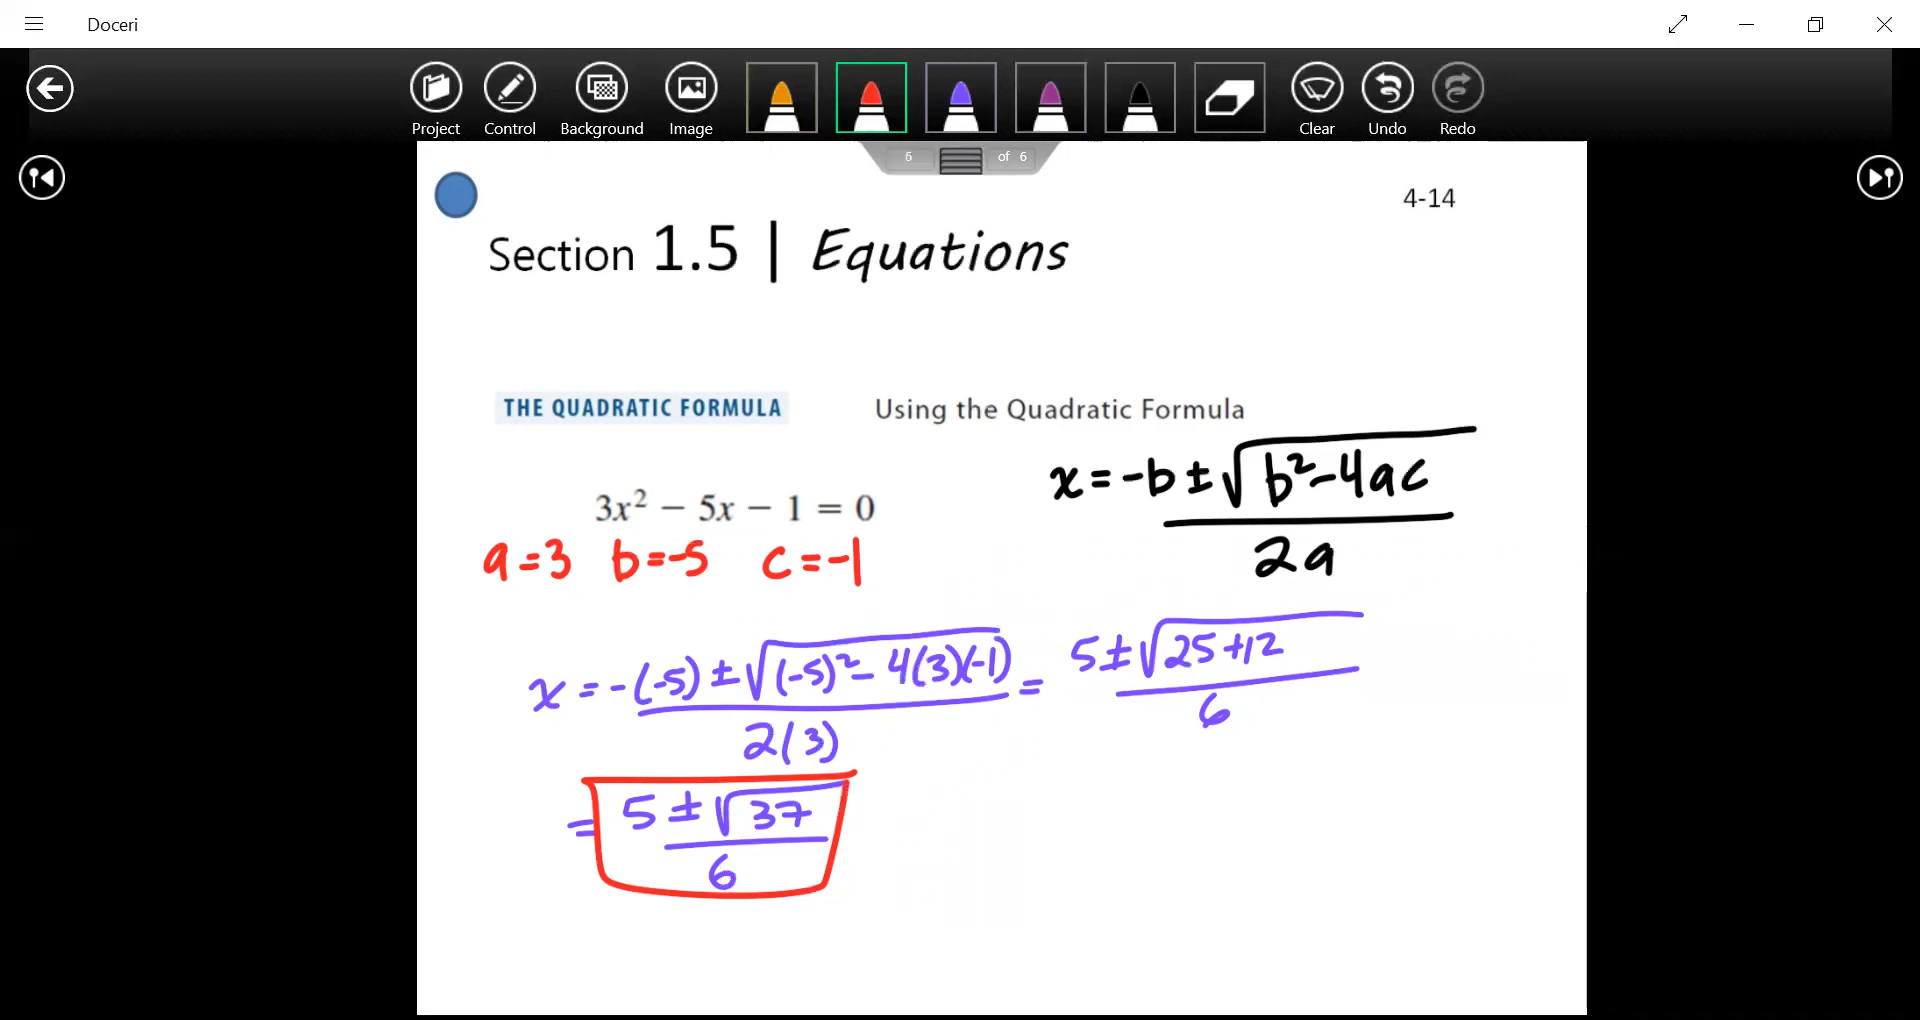 Doceri
Project Control Background Image Clear Undo Redo
6 of 6
4-14
Section 1.5 | Equations
THE QUADRATIC FORMULA Using the Quadratic Formula
x = -b ± √b² - 4ac
2a
3x² − 5x − 1 = 0
a = 3 b = -5 c = -1
x = -(-5) ± √(-5)² - 4(3)(-1) = 5 ± √25 + 12
2(3) 6
= 5 ± √37
6